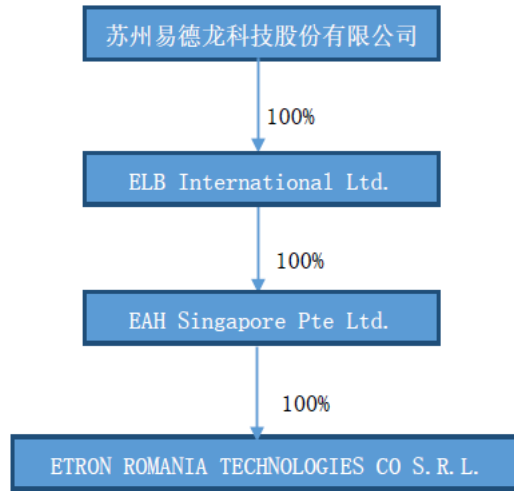 苏州易德龙科技股份有限公司
100%
ELB International Ltd.
100%
EAH Singapore Pte Ltd.
100%
ETRON ROMANIA TECHNOLOGIES CO S.R.L.